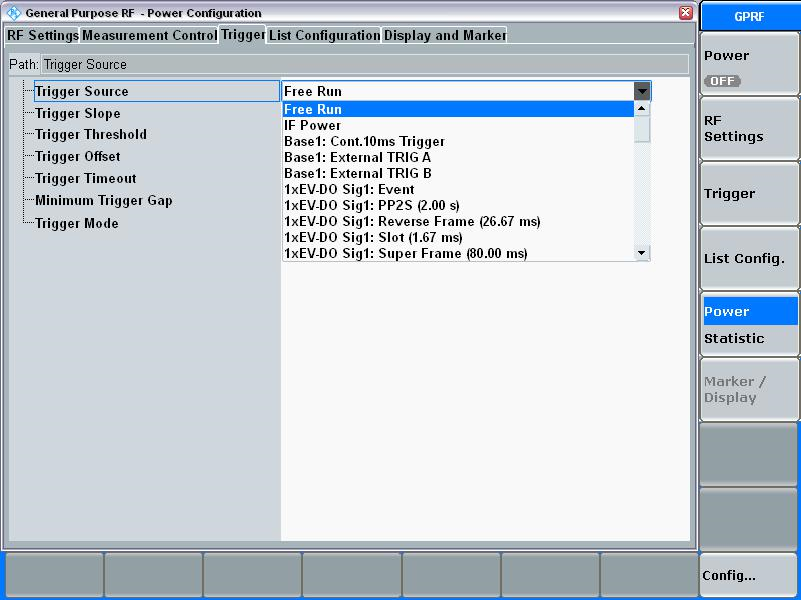 General Purpose RF - Power Configuration
GPRF
RF Settings Measurement Control Trigger List Configuration Display and Marker
Path: Trigger Source
Trigger Source
Free Run
Trigger Slope
Trigger Threshold
Trigger Offset
Trigger Timeout
Minimum Trigger Gap
Trigger Mode
Free Run
IF Power
Base1: Cont.10ms Trigger
Base1: External TRIG A
Base1: External TRIG B
1xEV-DO Sig1: Event
1xEV-DO Sig1: PP2S (2.00 s)
1xEV-DO Sig1: Reverse Frame (26.67 ms)
1xEV-DO Sig1: Slot (1.67 ms)
1xEV-DO Sig1: Super Frame (80.00 ms)
Power
OFF
RF
Settings
Trigger
List Config.
Power
Statistic
Marker /
Display
Config...